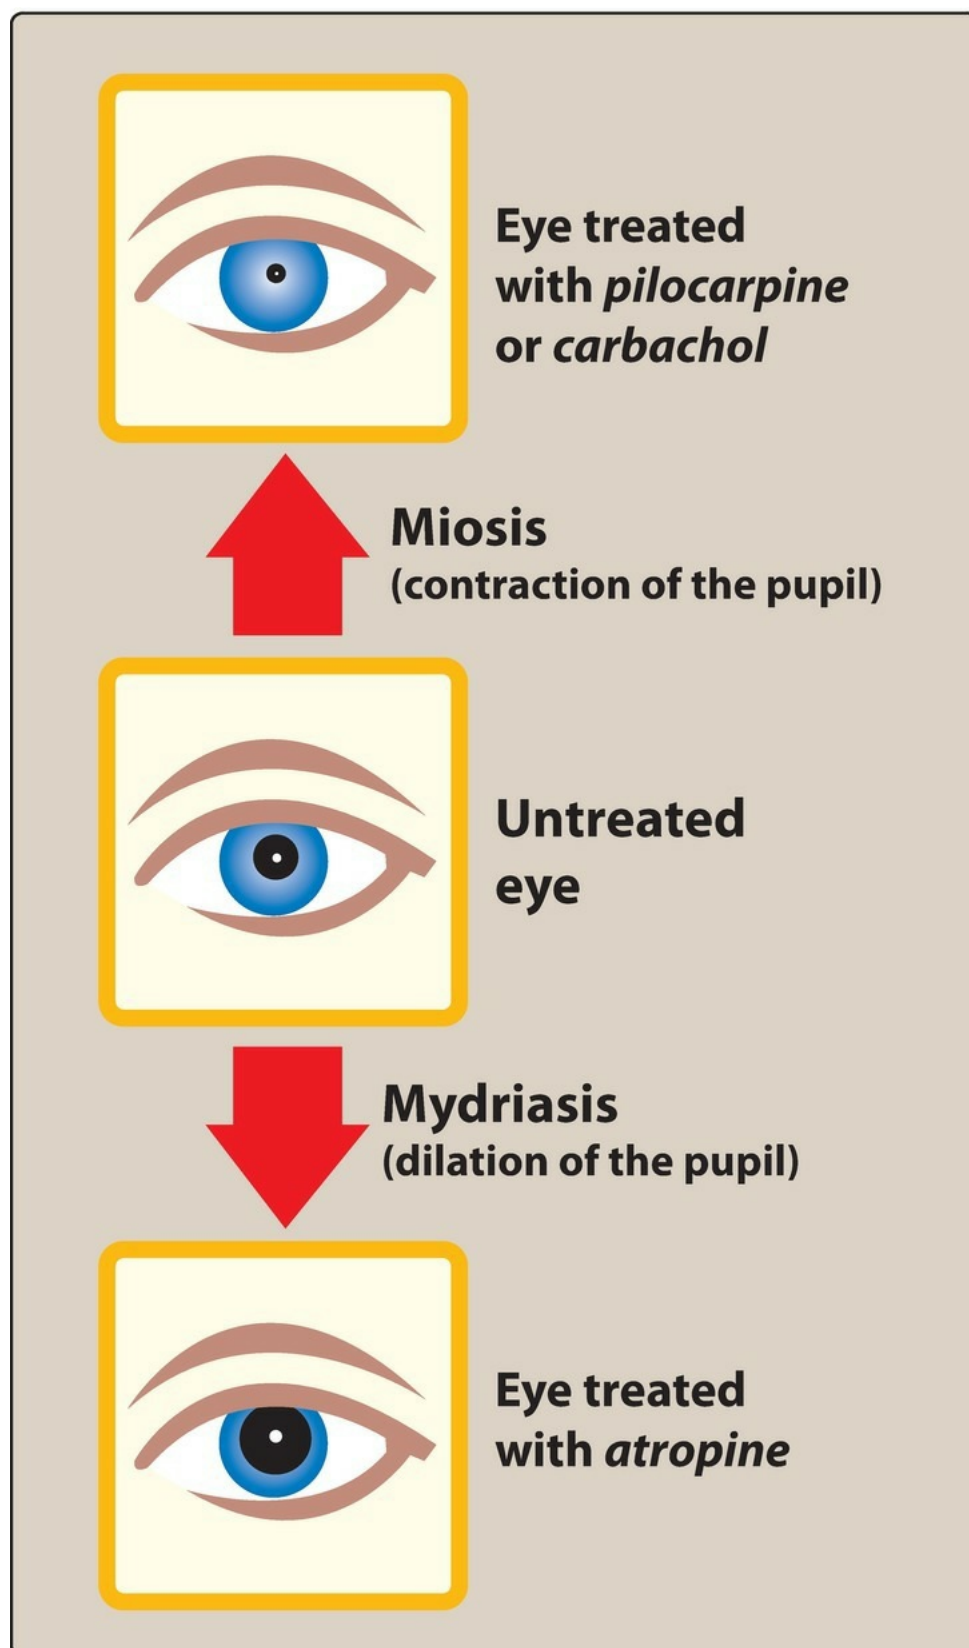 Eye treated
with pilocarpine
or carbachol
Miosis
(contraction of the pupil)
Untreated
eye
Mydriasis
(dilation of the pupil)
Eye treated
with atropine